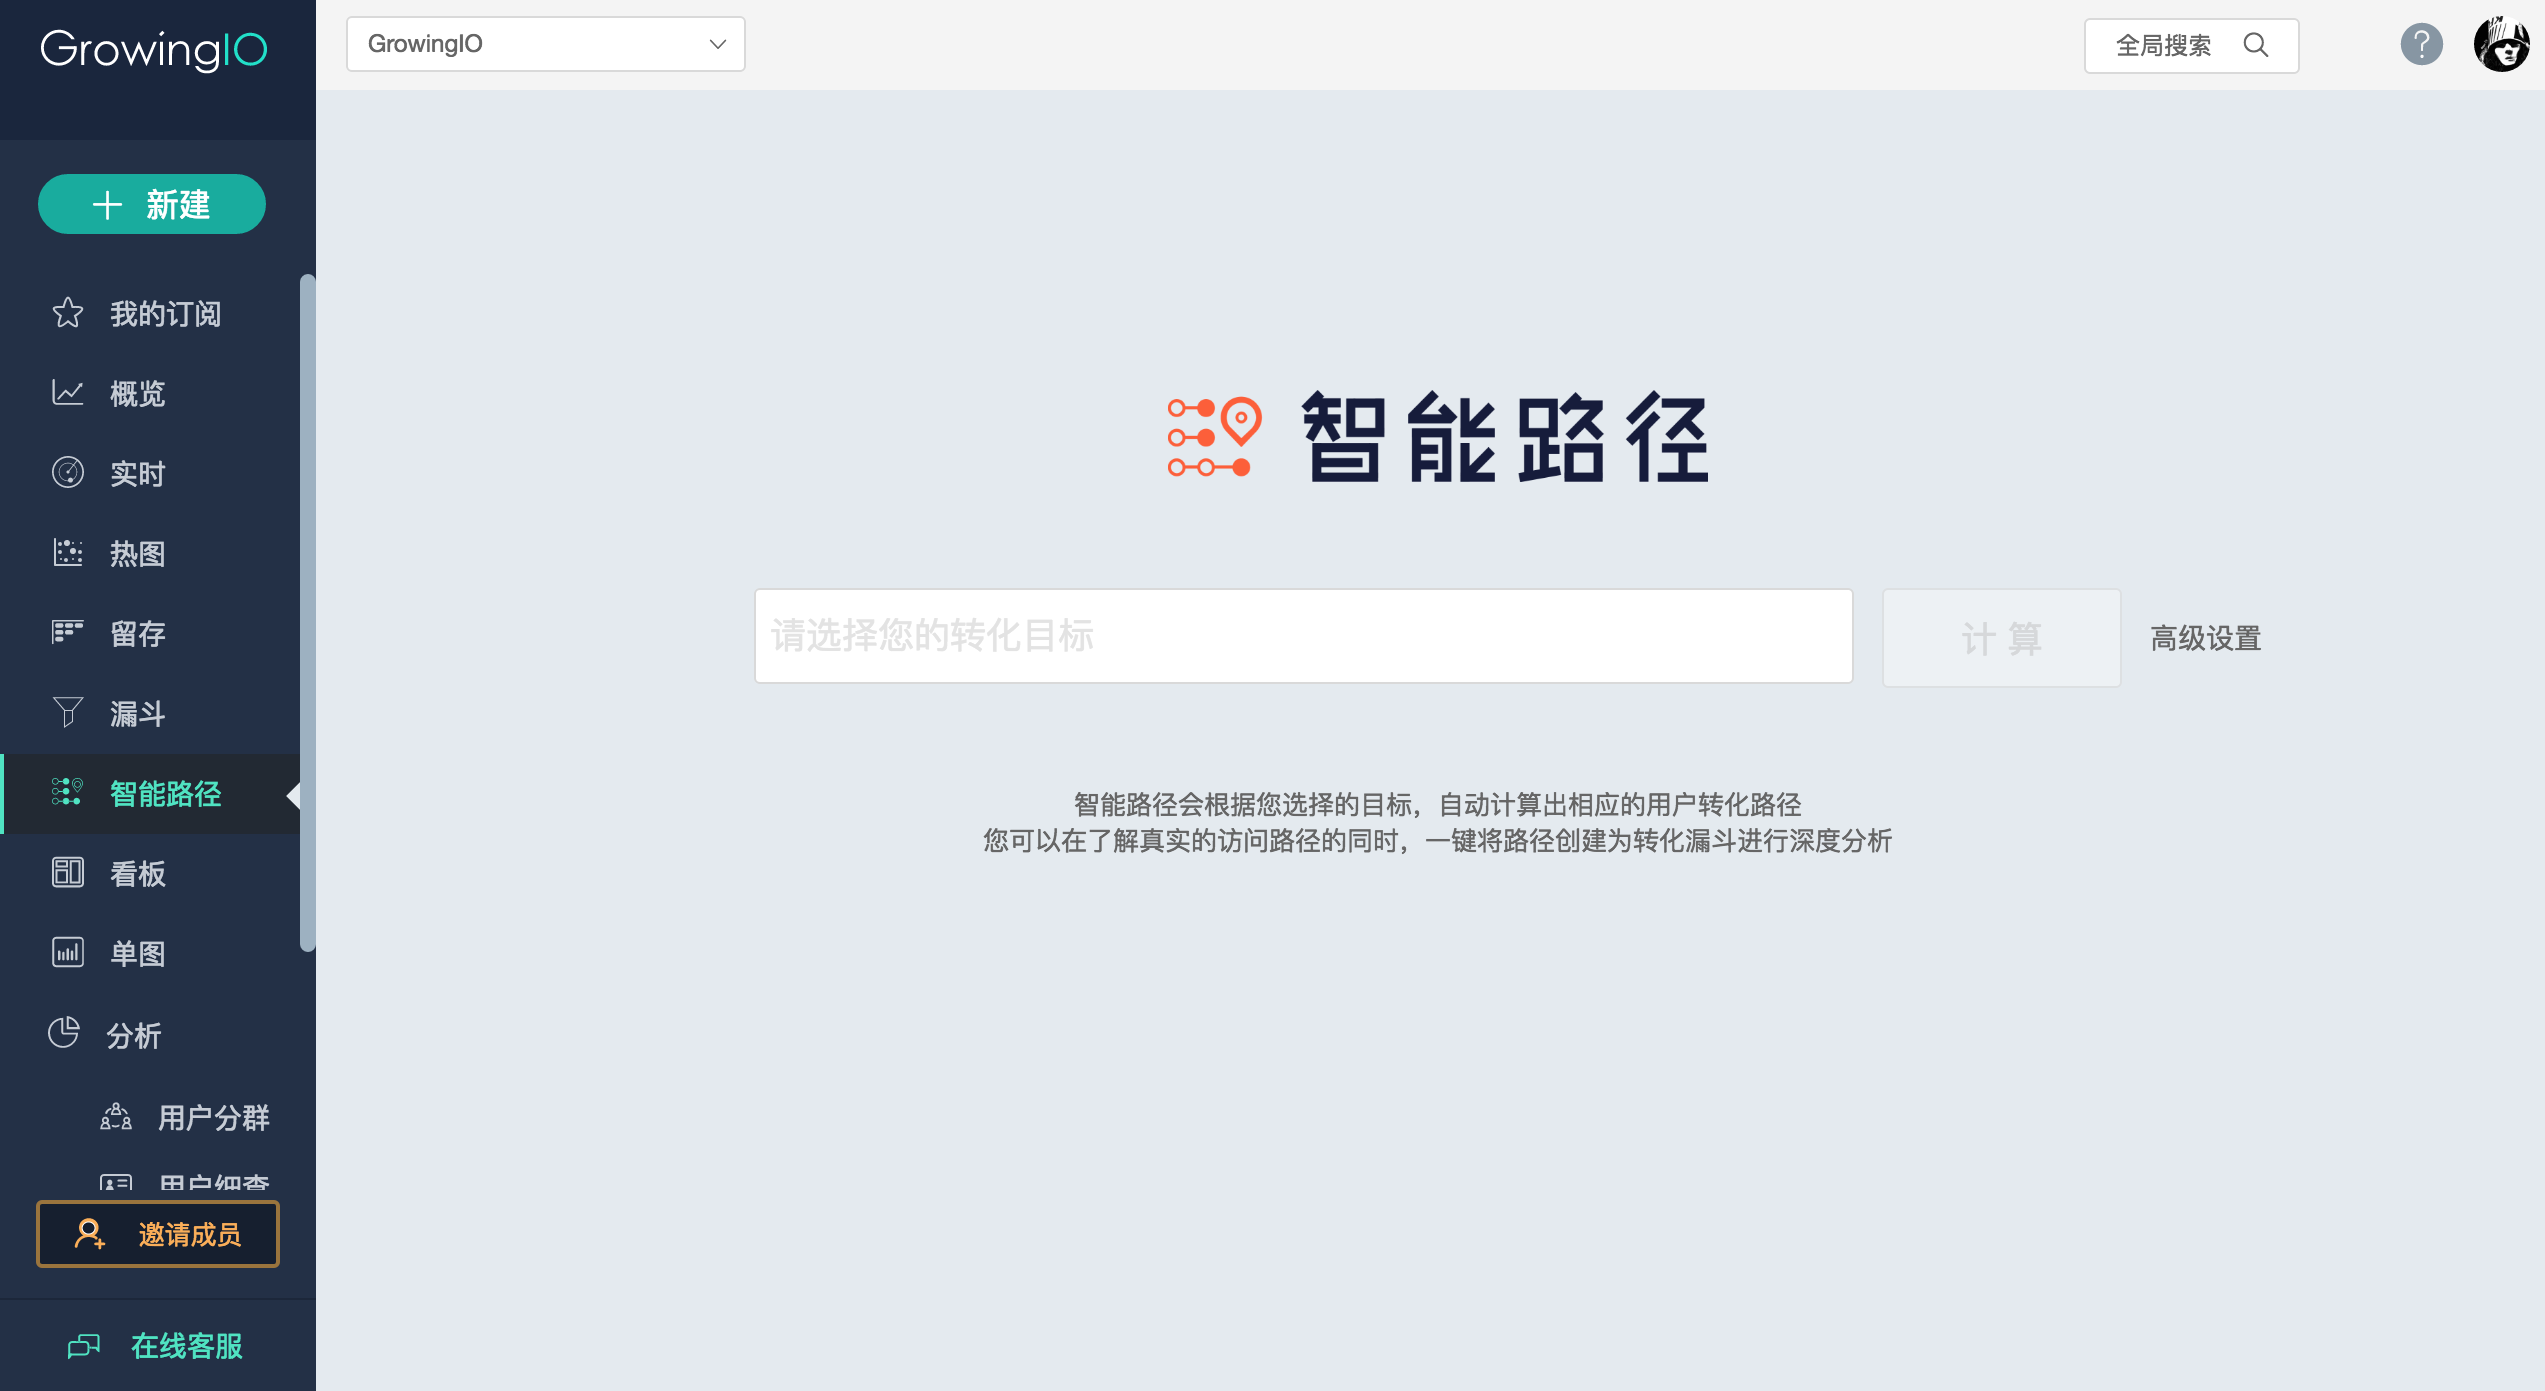 GrowingIO
GrowingIO
全局搜索
?
新建
我的订阅
概览
实时
热图
留存
漏斗
智能路径
看板
单图
分析
用户分群
用户细查
邀请成员
在线客服
智能路径
请选择您的转化目标
计 算
高级设置
智能路径会根据您选择的目标，自动计算出相应的用户转化路径
您可以在了解真实的访问路径的同时，一键将路径创建为转化漏斗进行深度分析